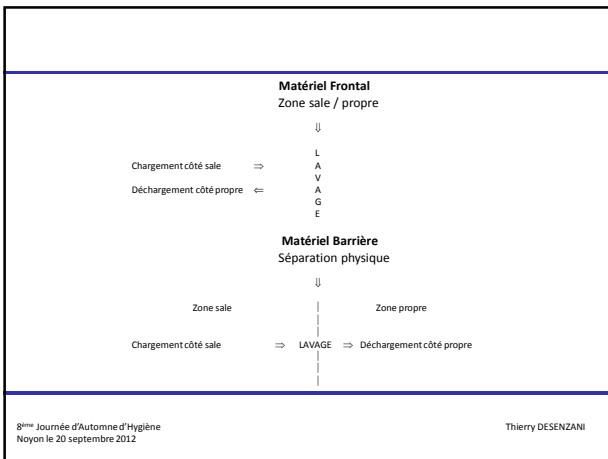 Matériel Frontal
Zone sale / propre
⇓
L
Chargement côté sale ⇒ A
V
Déchargement côté propre ⇐ A
G
E
Matériel Barrière
Séparation physique
⇓
Zone sale | Zone propre
|
|
Chargement côté sale ⇒ LAVAGE ⇒ Déchargement côté propre
|
|
|
8ème Journée d'Automne d'Hygiène
Noyon le 20 septembre 2012
Thierry DESENZANI